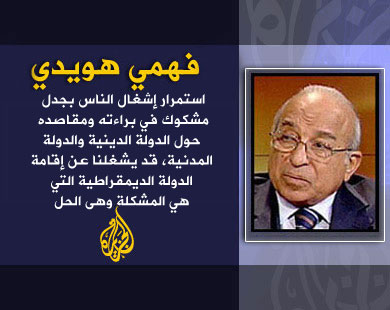 فهمي هويدي
استمرار إشغال الناس بجدل
مشكوك في براءته ومقاصده
حول الدولة الدينية والدولة
المدنية، قد يشغلنا عن إقامة
الدولة الديمقراطية التي
هي المشكلة وهى الحل
الجزيرة